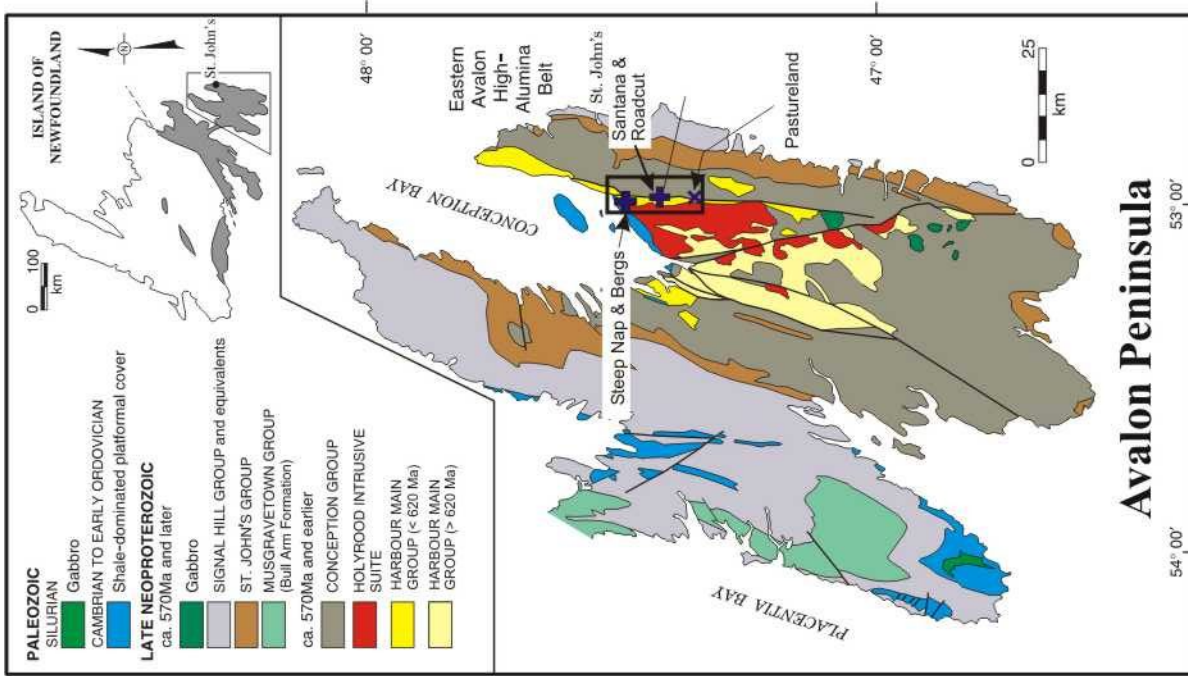 PALEOZOIC
SILURIAN
Gabbro
CAMBRIAN TO EARLY ORDOVICIAN
Shale-dominated platformal cover
LATE NEOPROTEROZOIC
ca. 570Ma and later
Gabbro
SIGNAL HILL GROUP and equivalents
ST. JOHN'S GROUP
MUSGRAVETOWN GROUP
(Bull Arm Formation)
ca. 570Ma and earlier
CONCEPTION GROUP
HOLYROOD INTRUSIVE
SUITE
HARBOUR MAIN
GROUP (< 620 Ma)
HARBOUR MAIN
GROUP (> 620 Ma)
0 100
km
ISLAND OF
NEWFOUNDLAND
N
St. John's
48° 00'
47° 00'
53° 00'
54° 00'
CONCEPTION BAY
PLACENTIA BAY
Eastern
Avalon
High-
Alumina
Belt
St. John's
Santana &
Roadcut
Pastureland
Steep Nap & Bergs
0 25
km
Avalon Peninsula